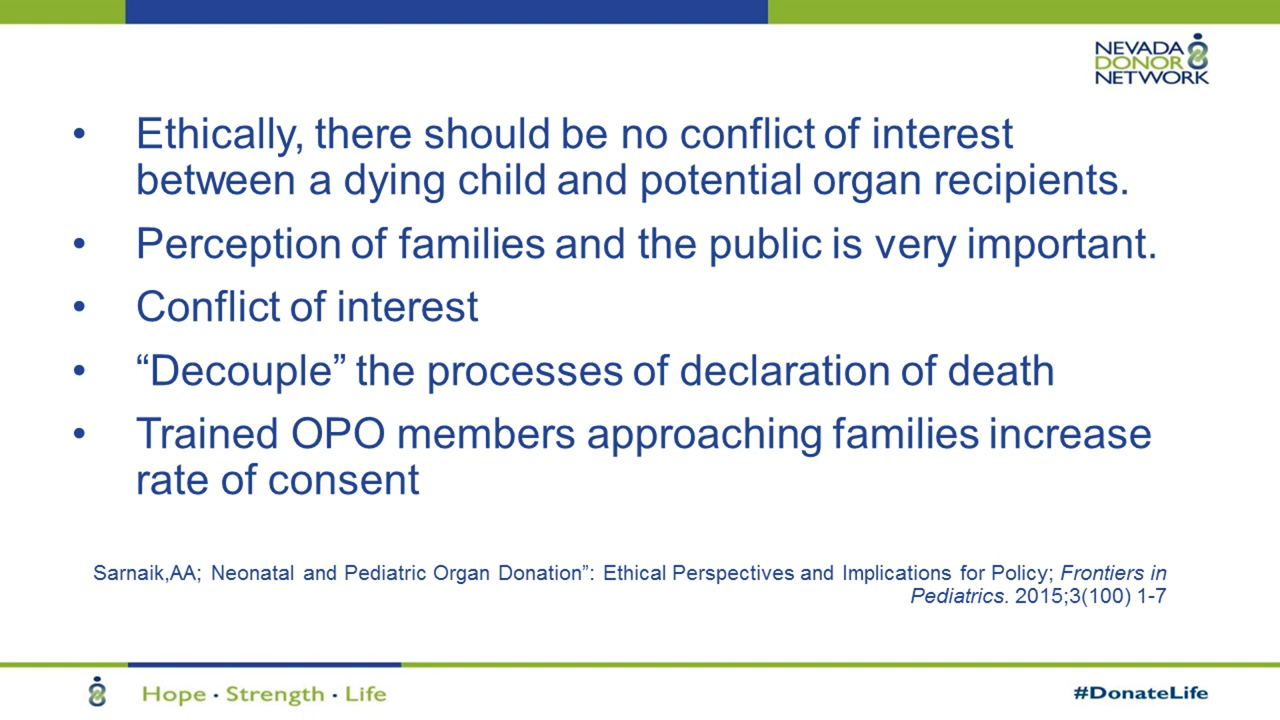 NEVADA
DONOR
NETWORK
• Ethically, there should be no conflict of interest
between a dying child and potential organ recipients.
• Perception of families and the public is very important.
• Conflict of interest
• “Decouple” the processes of declaration of death
• Trained OPO members approaching families increase
rate of consent
Sarnaik,AA; Neonatal and Pediatric Organ Donation”: Ethical Perspectives and Implications for Policy; Frontiers in
Pediatrics. 2015;3(100) 1-7
Hope · Strength · Life
#DonateLife